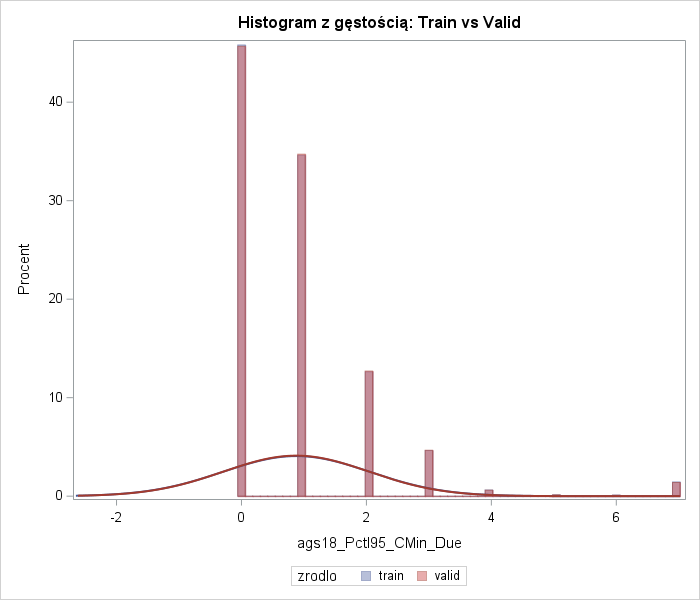 Histogram z gęstością: Train vs Valid
Procent
40
30
20
10
0
-2
0
2
4
6
ags18_Pctl95_CMin_Due
zrodlo
train
valid